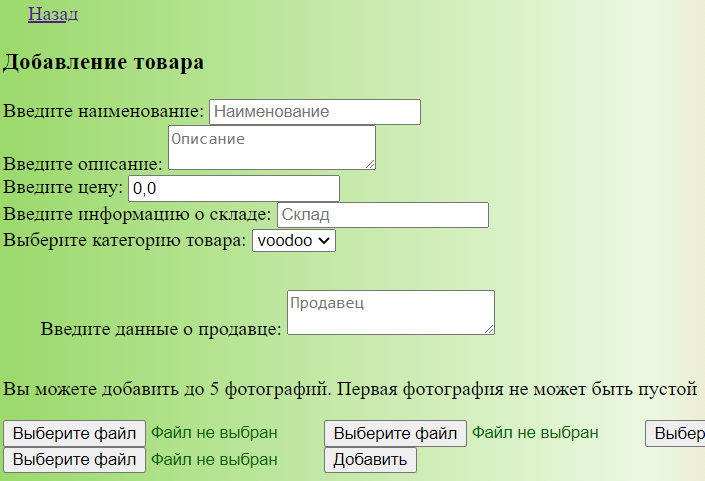 Назад
Добавление товара
Введите наименование: Наименование
Описание
Введите описание:
Введите цену: 0,0
Введите информацию о складе: Склад
Выберите категорию товара: voodoo
Продавец
Введите данные о продавце:
Вы можете добавить до 5 фотографий. Первая фотография не может быть пустой
Выберите файл Файл не выбран Выберите файл Файл не выбран Выбер
Выберите файл Файл не выбран Добавить